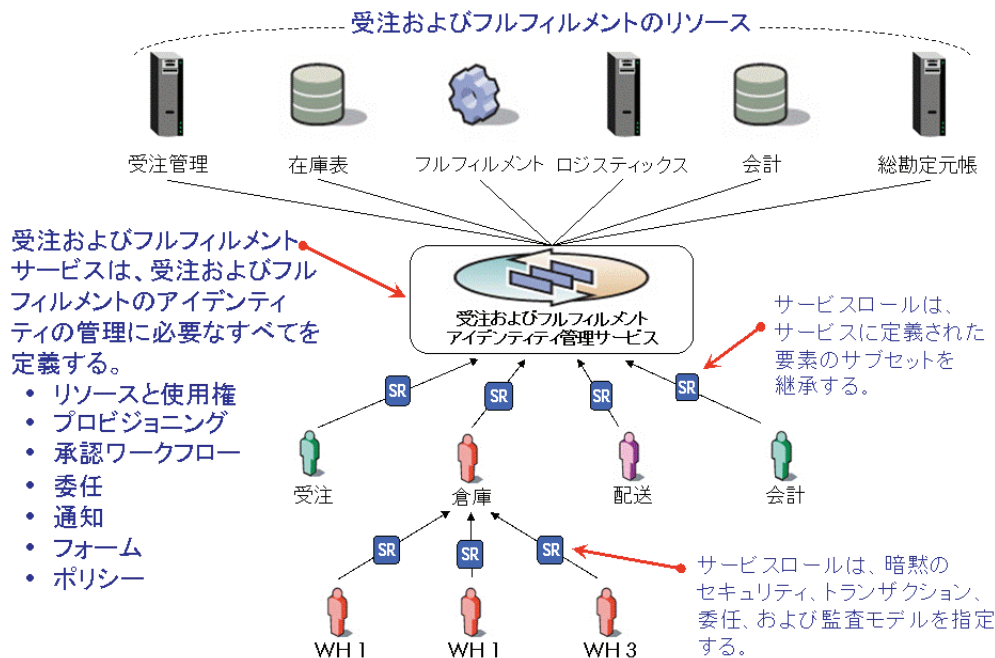 受注およびフルフィルメントのリソース
受注管理
在庫表
フルフィルメント
ロジスティックス
会計
総勘定元帳
受注およびフルフィルメント
サービスは、受注およびフル
フィルメントのアイデンティ
ティの管理に必要なすべてを
定義する。
• リソースと使用権
• プロビジョニング
• 承認ワークフロー
• 委任
• 通知
• フォーム
• ポリシー
受注およびフルフィルメント
アイデンティティ管理サービス
サービスロールは、
サービスに定義された
要素のサブセットを
継承する。
SR
SR
SR
SR
受注
倉庫
配送
会計
SR
SR
SR
サービスロールは、暗黙の
セキュリティ、トランザクション、
委任、および監査モデルを指定
する。
WH 1
WH 1
WH 3